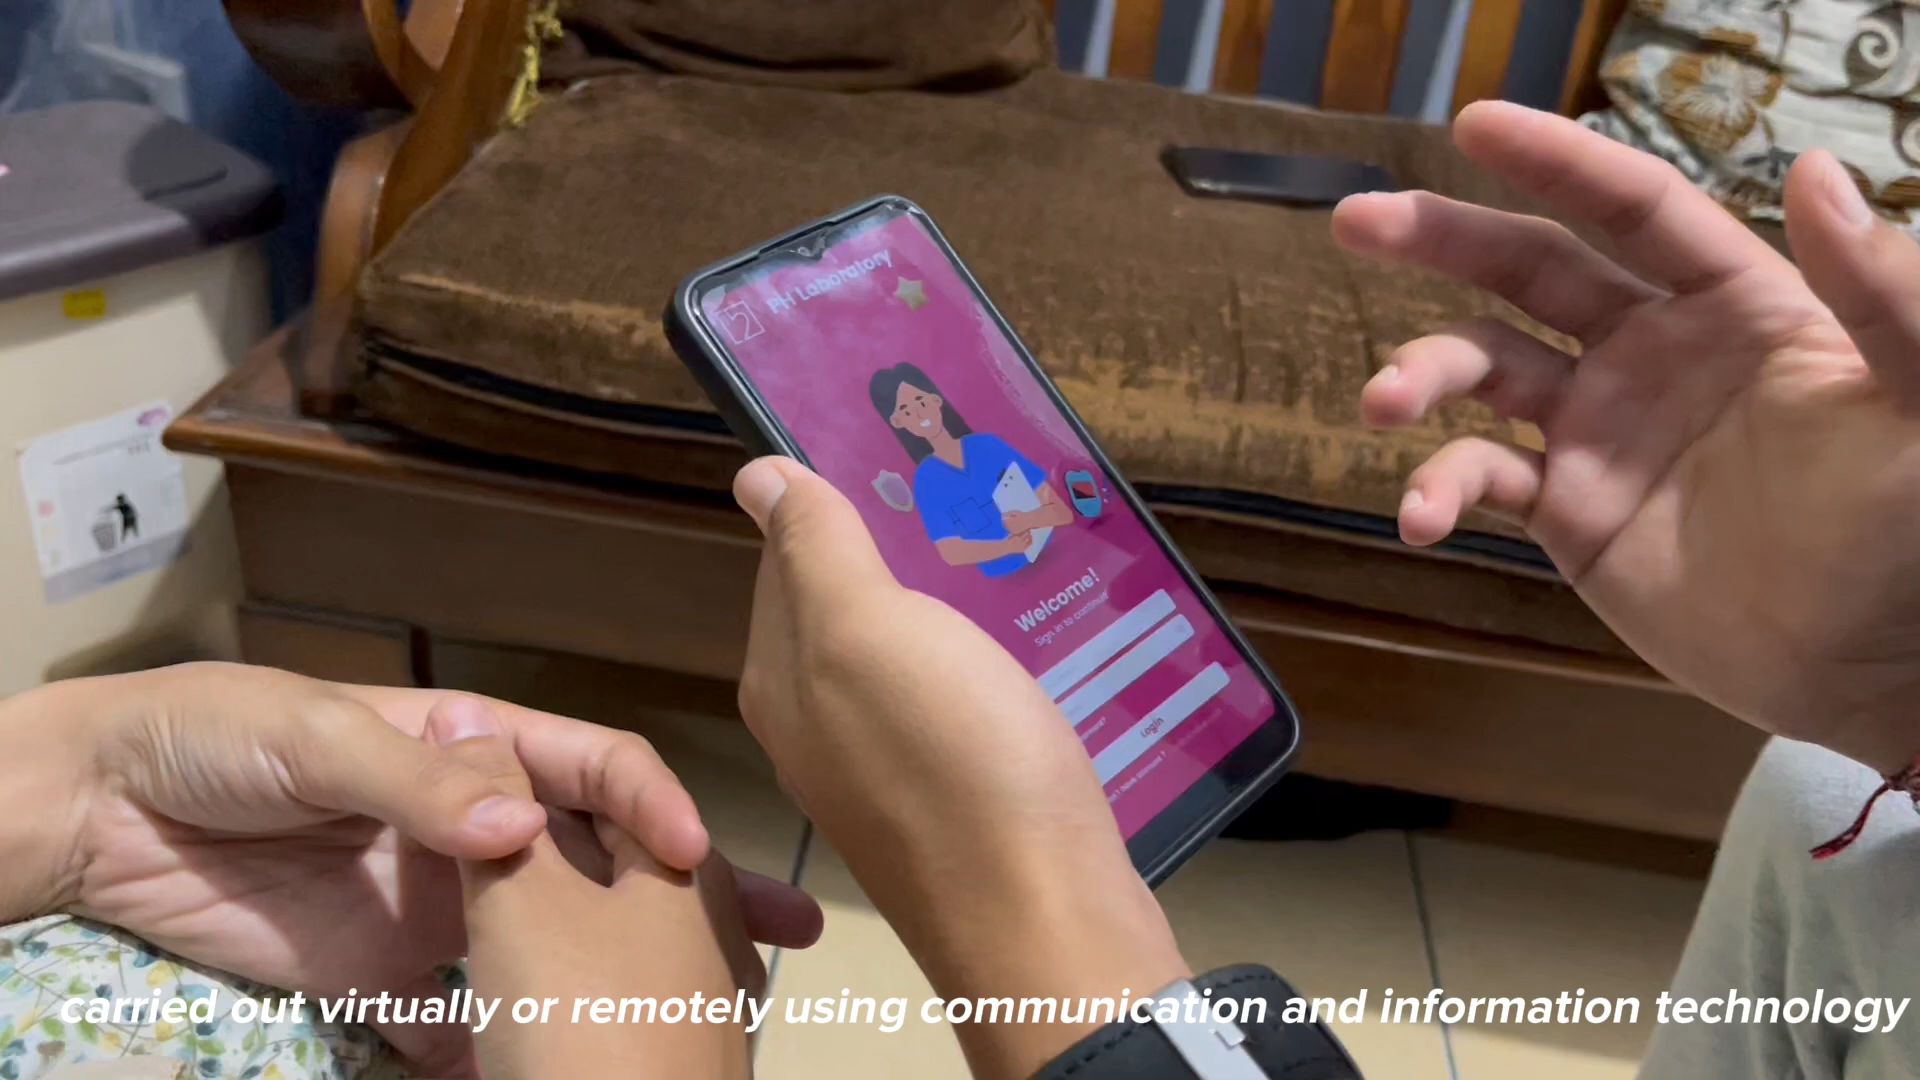 PH Laboratory
Welcome!
Sign in to continue
Login
carried out virtually or remotely using communication and information technology